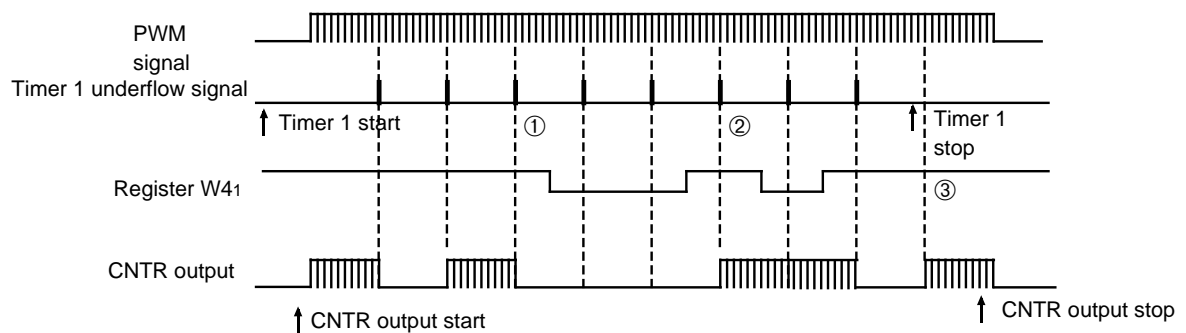 PWM
signal
Timer 1 underflow signal
Timer 1 start
①
②
Timer 1
stop
Register W41
③
CNTR output
CNTR output start
CNTR output stop